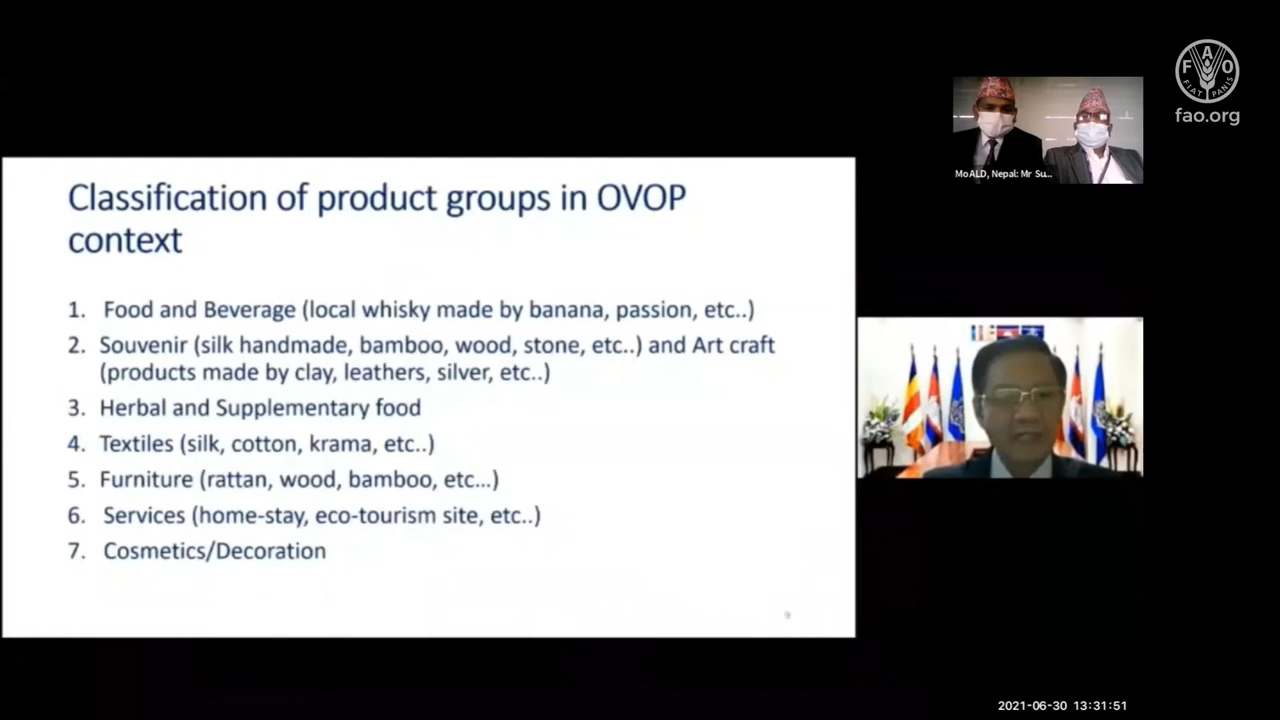 FAO
FIAT PANIS
fao.org
MoALD, Nepal: Mr Su...
Classification of product groups in OVOP
context
1. Food and Beverage (local whisky made by banana, passion, etc..)
2. Souvenir (silk handmade, bamboo, wood, stone, etc..) and Art craft
(products made by clay, leathers, silver, etc..)
3. Herbal and Supplementary food
4. Textiles (silk, cotton, krama, etc..)
5. Furniture (rattan, wood, bamboo, etc...)
6. Services (home-stay, eco-tourism site, etc..)
7. Cosmetics/Decoration
2021-06-30 13:31:51